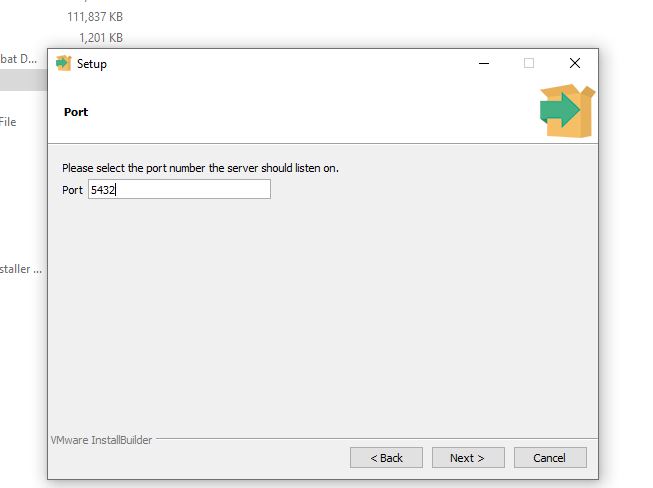 111,837 KB
1,201 KB
bat D...
Setup
Port
File
Please select the port number the server should listen on.
Port 5432
staller ...
VMware InstallBuilder
< Back Next > Cancel